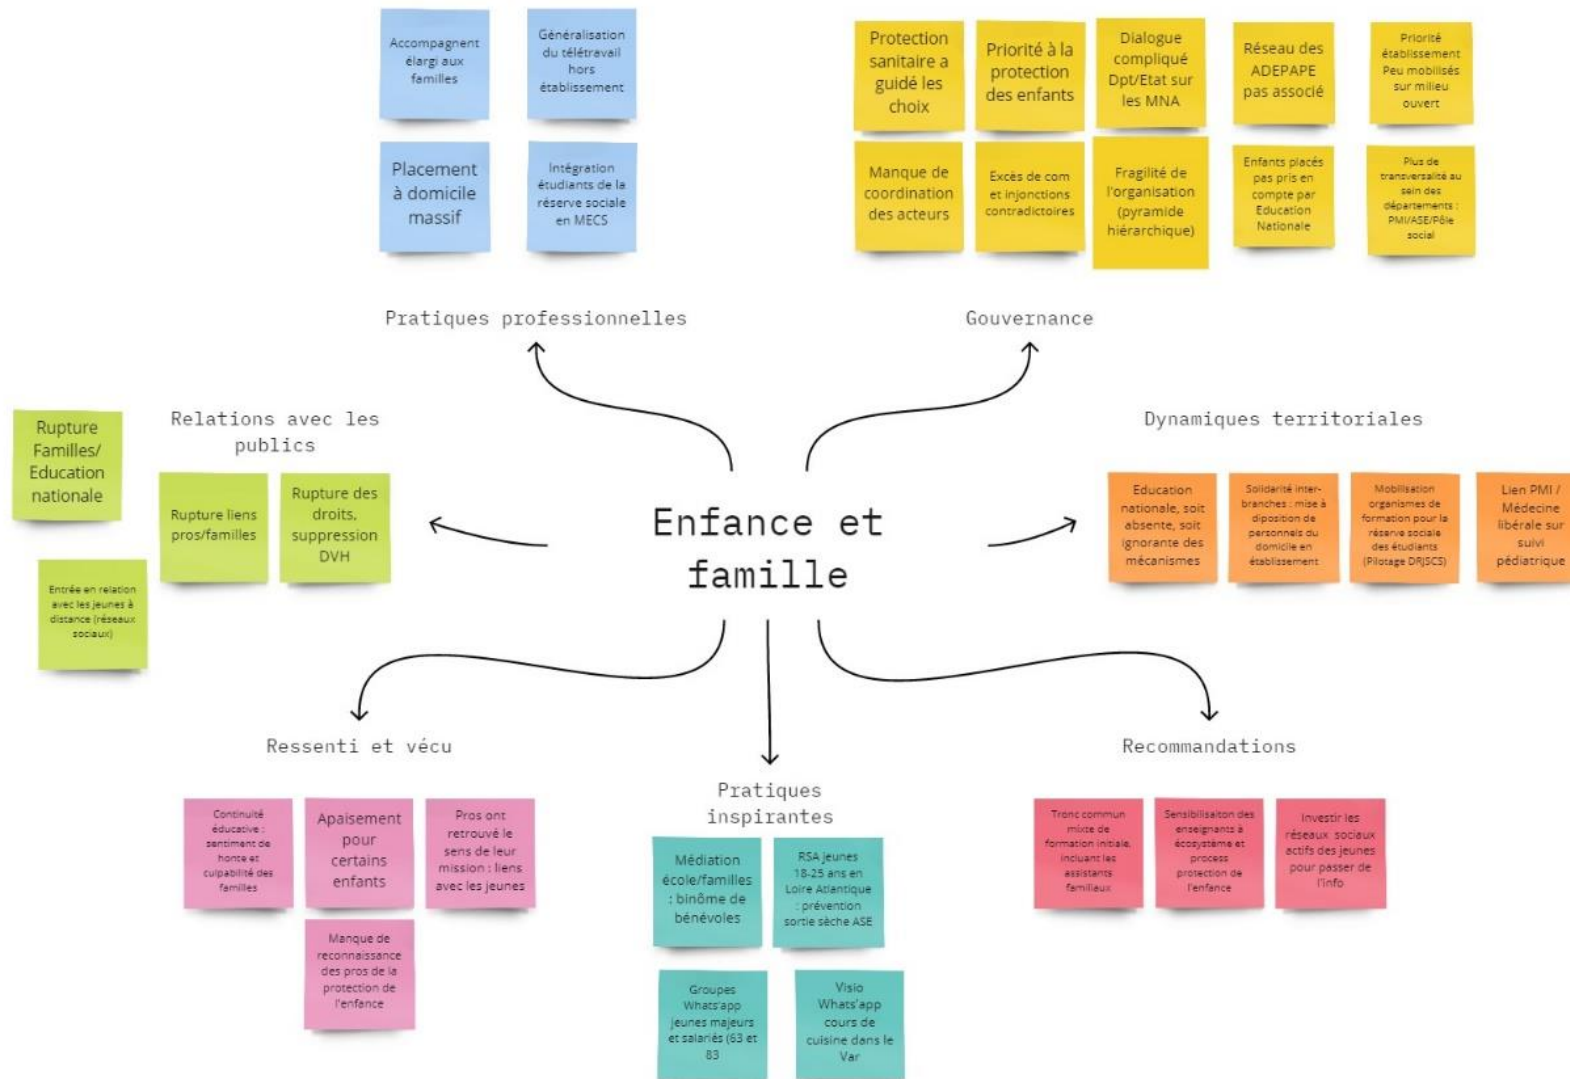 Accompagnent
élargi aux
familles
Généralisation
du télétravail
hors
établissement
Placement
à domicile
massif
Intégration
étudiants de la
réserve sociale
en MECS
Pratiques professionnelles
Protection
sanitaire a
guidé les
choix
Priorité à la
protection
des enfants
Dialogue
compliqué
Dpt/Etat sur
les MNA
Réseau des
ADEPAPE
pas associé
Priorité
établissement
Peu mobilisés
sur milieu
ouvert
Manque de
coordination
des acteurs
Excès de com
et injonctions
contradictoires
Fragilité de
l'organisation
(pyramide
hiérarchique)
Enfants placés
pas pris en
compte par
Education
Nationale
Plus de
transversalité au
sein des
départements :
PMI/ASE/Pôle
social
Gouvernance
Relations avec les
publics
Rupture
Familles/
Education
nationale
Rupture liens
pros/familles
Rupture des
droits,
suppression
DVH
Entrée en relation
avec les jeunes à
distance (réseaux
sociaux)
Enfance et
famille
Dynamiques territoriales
Education
nationale, soit
absente, soit
ignorante des
mécanismes
Solidarité inter-
branches : mise à
diposition de
personnels du
domicile en
établissement
Mobilisation
organismes de
formation pour la
réserve sociale
des étudiants
(Pilotage DRJSCS)
Lien PMI /
Médecine
libérale sur
suivi
pédiatrique
Ressenti et vécu
Continuité
éducative :
sentiment de
honte et
culpabilité des
familles
Apaisement
pour
certains
enfants
Pros ont
retrouvé le
sens de leur
mission : liens
avec les jeunes
Manque de
reconnaissance
des pros de la
protection de
l'enfance
Pratiques
inspirantes
Médiation
école/familles
: binôme de
bénévoles
RSA jeunes
18-25 ans en
Loire Atlantique
: prévention
sortie sèche ASE
Groupes
Whats'app
jeunes majeurs
et salariés (63 et
83
Visio
Whats'app
cours de
cuisine dans le
Var
Recommandations
Tronc commun
mixte de
formation initiale,
incluant les
assistants
familiaux
Sensibilisaiton des
enseignants à
écosystème et
process
protection de
l'enfance
Investir les
réseaux sociaux
actifs des jeunes
pour passer de
l'info